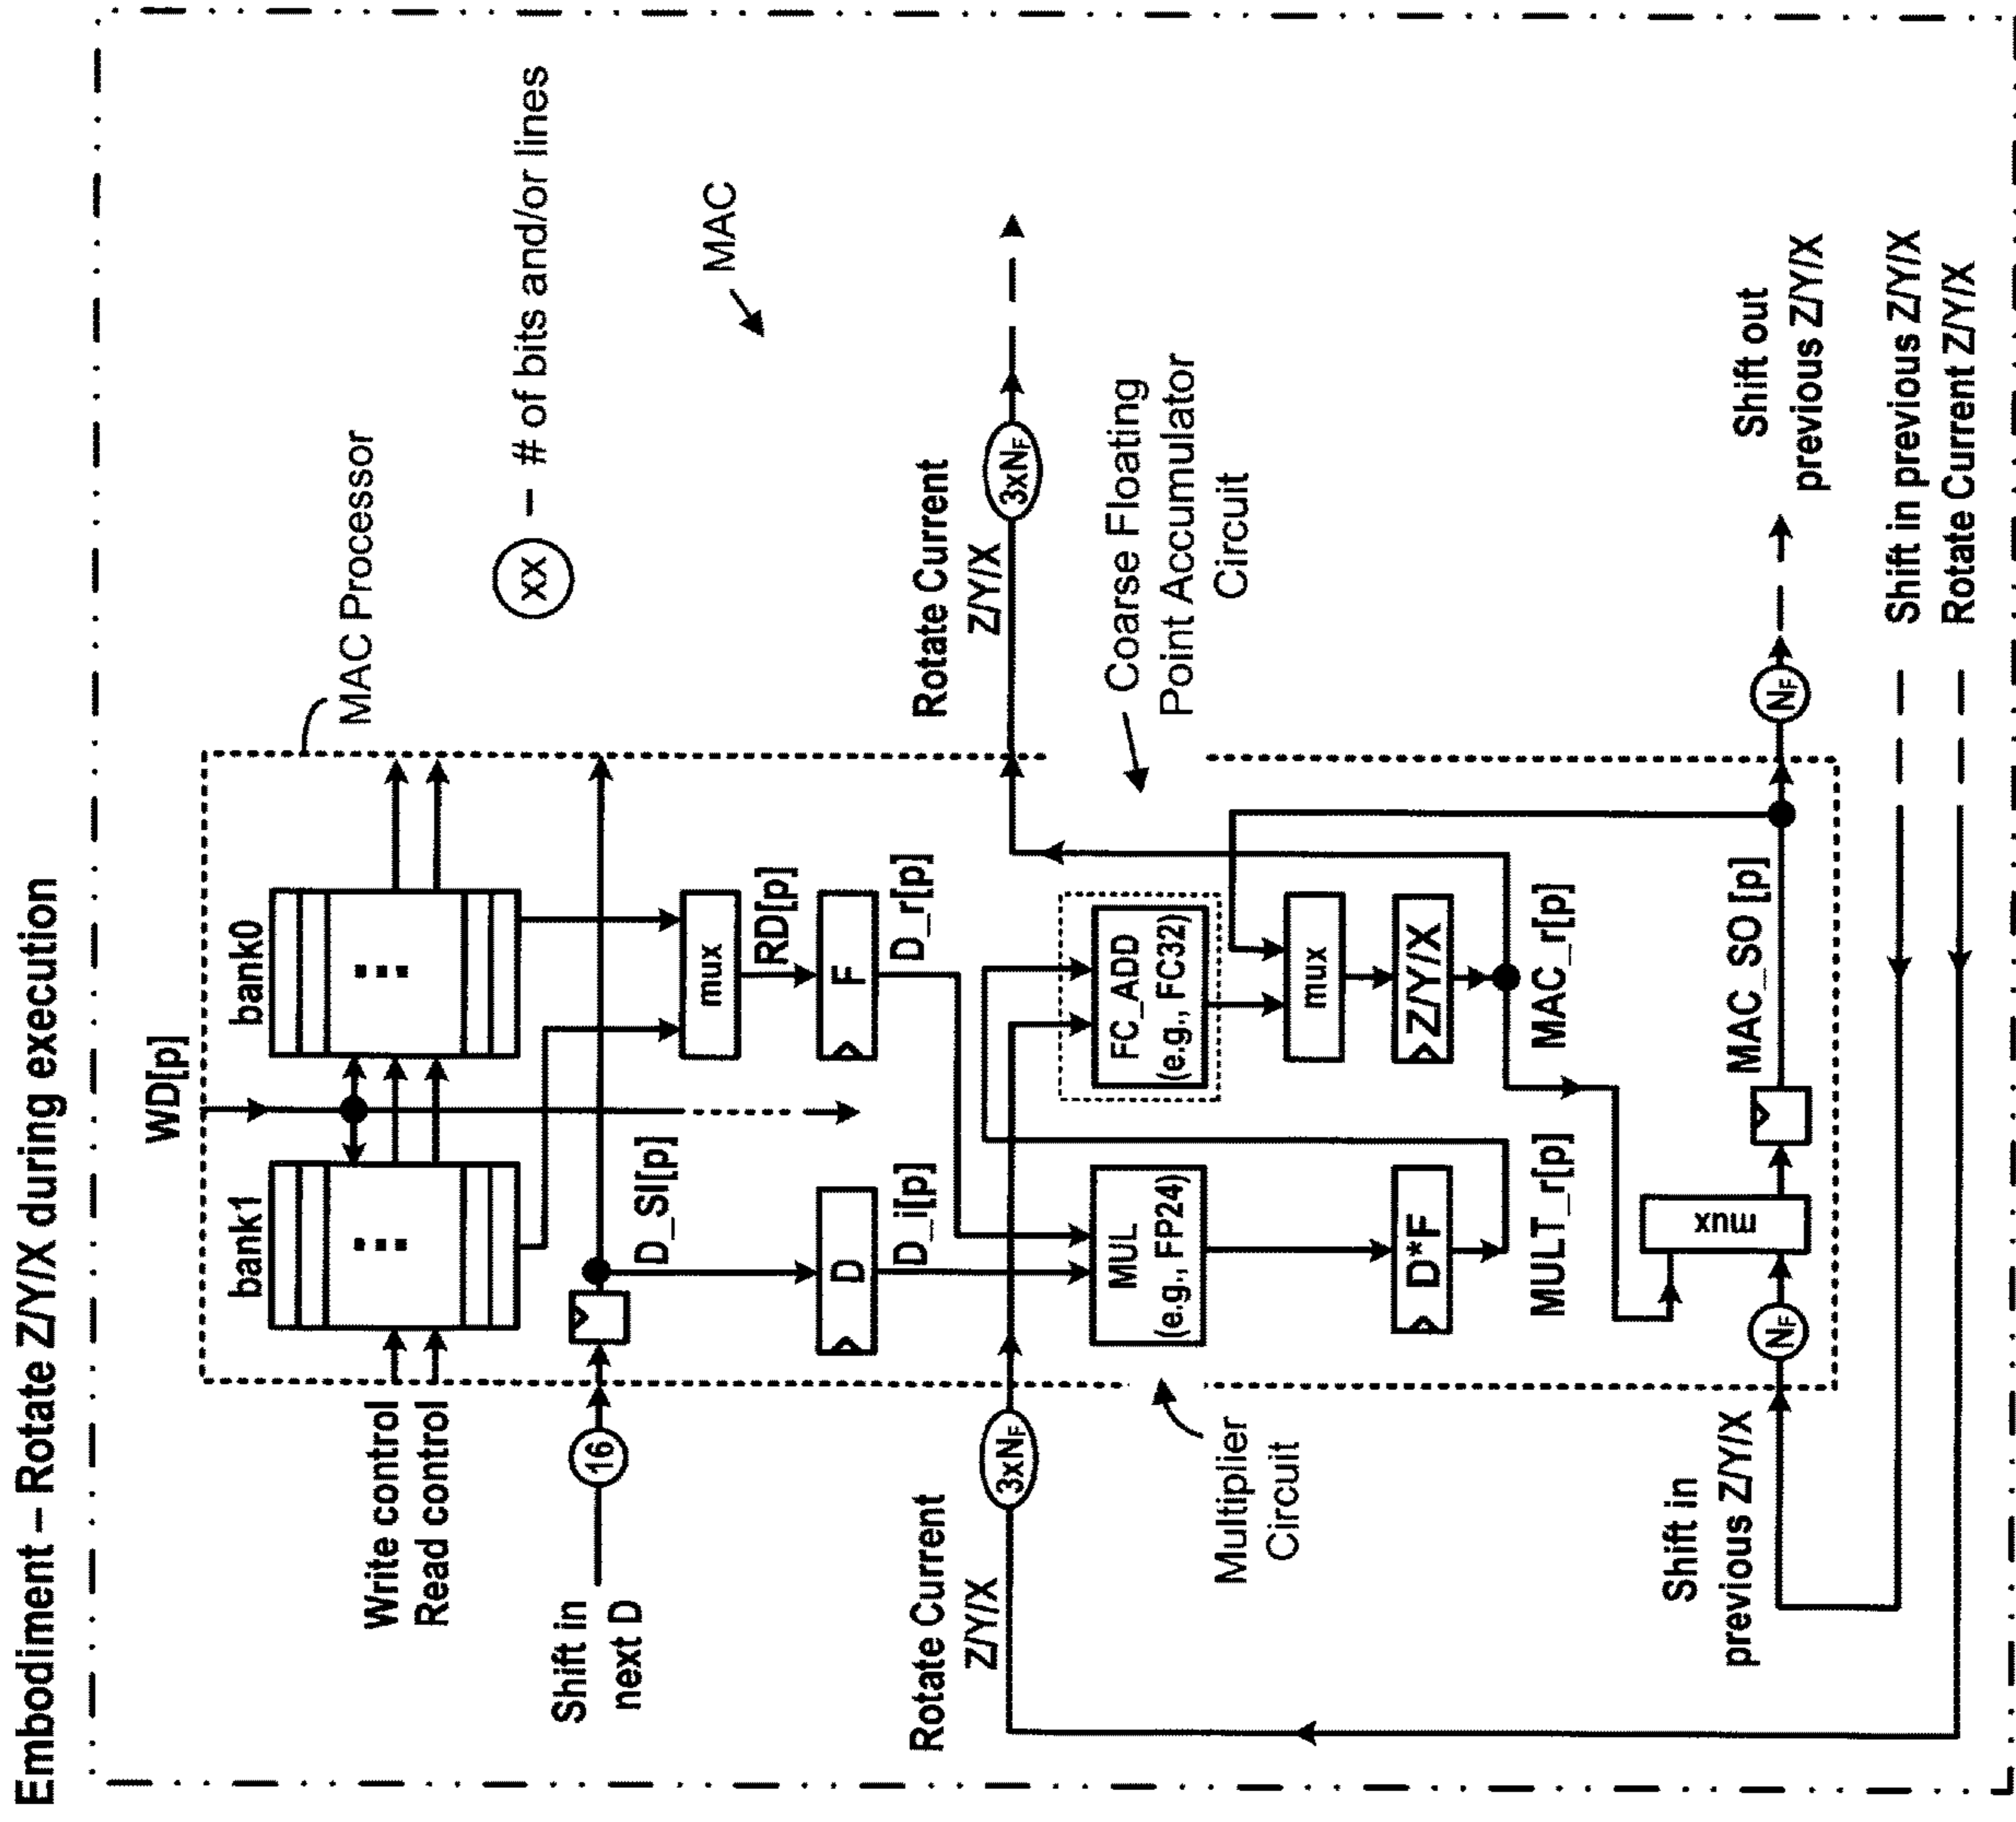 Embodiment – Rotate Z/Y/X during execution
WD[p]
bank1
bank0
MAC Processor
Write control
Read control
xx – # of bits and/or lines
Shift in
next D
16
D_SI[p]
mux
RD[p]
MAC
D
F
D_i[p]
D_r[p]
Rotate Current
Z/Y/X
3xNF
Rotate Current
Z/Y/X
3xNF
MUL
(e.g., FP24)
FC_ADD
(e.g., FC32)
Coarse Floating
Point Accumulator
Circuit
Multiplier
Circuit
mux
D*F
Z/Y/X
MULT_r[p]
MAC_r[p]
Shift in
previous Z/Y/X
NF
mux
MAC_SO [p]
NF
Shift out
previous Z/Y/X
Shift in previous Z/Y/X
Rotate Current Z/Y/X